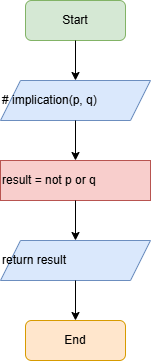 Start
# implication(p, q)
result = not p or q
return result
End